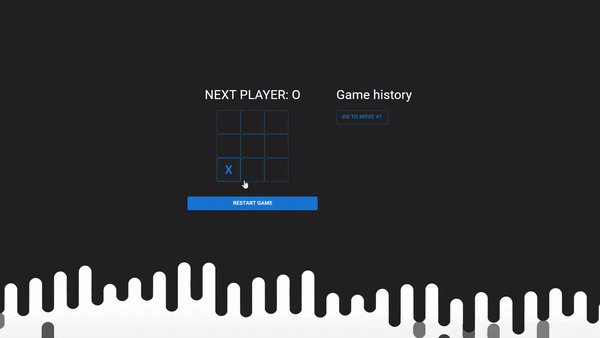 NEXT PLAYER: O
Game history
GO TO MOVE #1
X
RESTART GAME